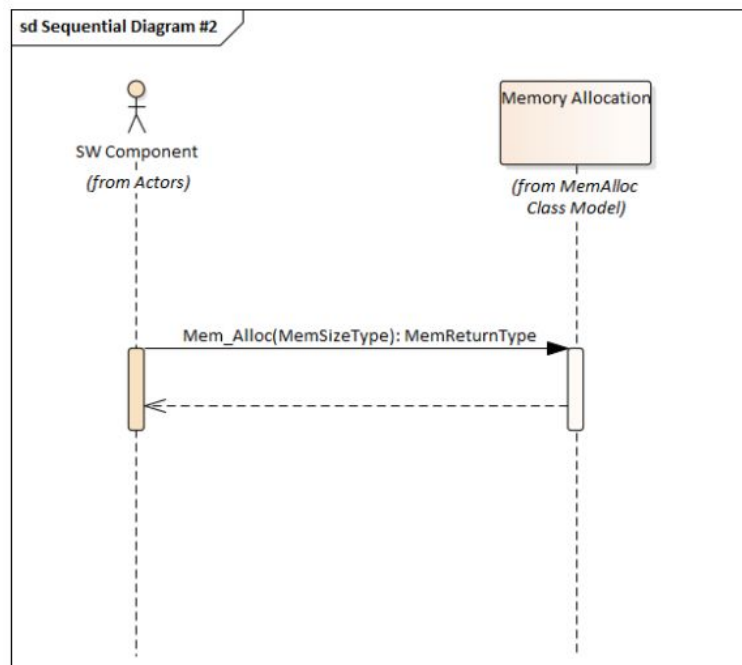 sd Sequential Diagram #2
SW Component
(from Actors)
Memory Allocation
(from MemAlloc
Class Model)
Mem_Alloc(MemSizeType): MemReturnType